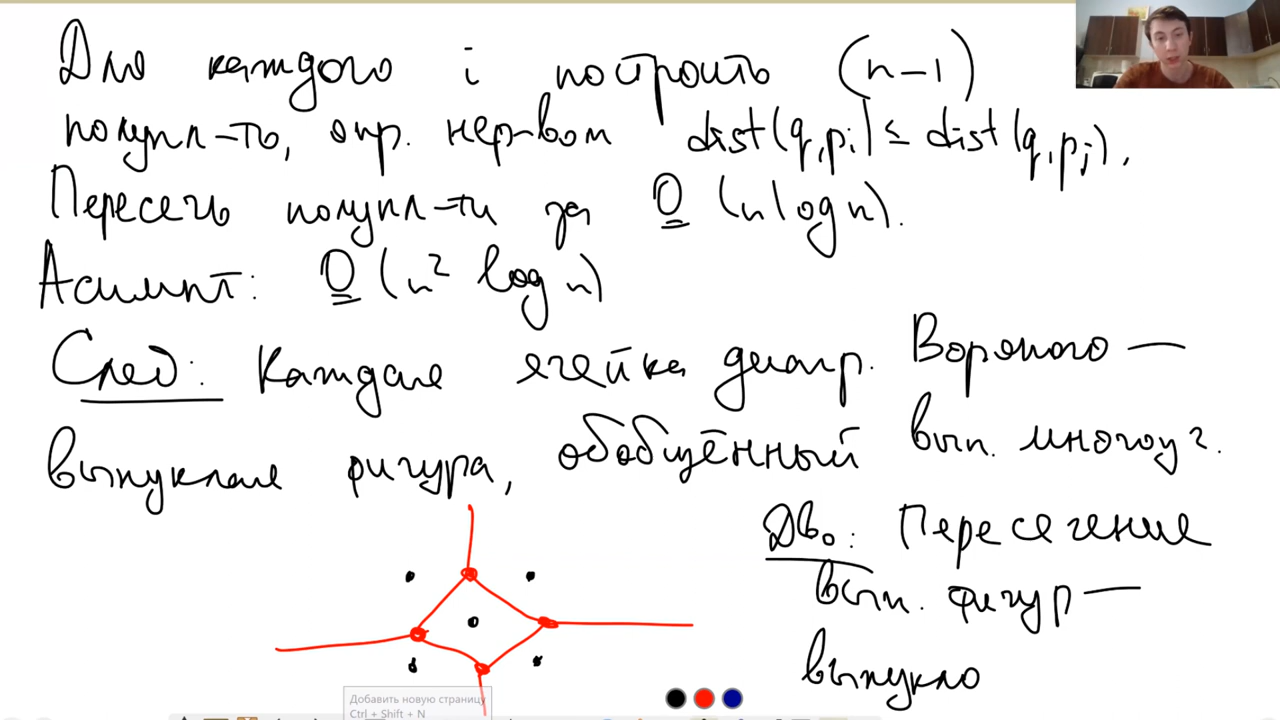 Для каждого i построить (n-1)
полупл-ть, опр. нер-вом dist(q,pi) ≤ dist(q,pj),
Пересечь полупл-ти за O(n log n).
Асимпт: O(n² log n)
След: Каждая ячейка диагр. Вороного —
выпуклая фигура, обобщённый вып. многоуг.
Д-во: Пересечение
вып. фигур —
выпукло
Добавить новую страницу
Ctrl + Shift + N